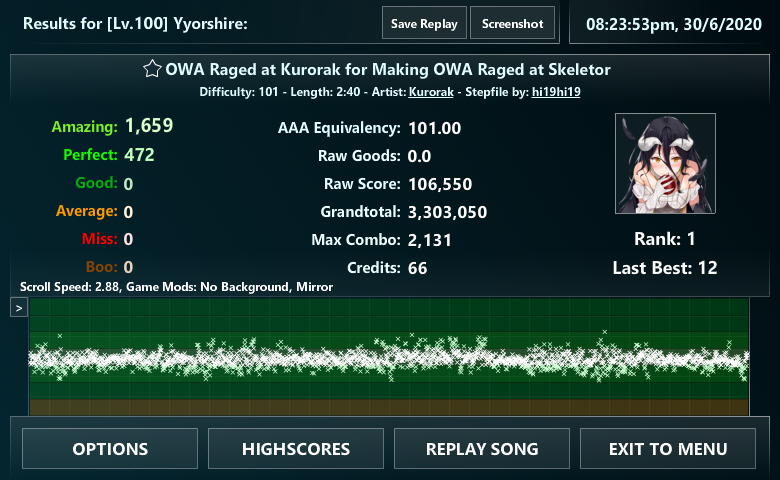 Results for [Lv.100] Yyorshire:
Save Replay
Screenshot
08:23:53pm, 30/6/2020
OWA Raged at Kurorak for Making OWA Raged at Skeletor
Difficulty: 101 - Length: 2:40 - Artist: Kurorak - Stepfile by: hi19hi19
Amazing: 1,659
Perfect: 472
Good: 0
Average: 0
Miss: 0
Boo: 0
AAA Equivalency: 101.00
Raw Goods: 0.0
Raw Score: 106,550
Grandtotal: 3,303,050
Max Combo: 2,131
Credits: 66
Rank: 1
Last Best: 12
Scroll Speed: 2.88, Game Mods: No Background, Mirror
>
OPTIONS
HIGHSCORES
REPLAY SONG
EXIT TO MENU